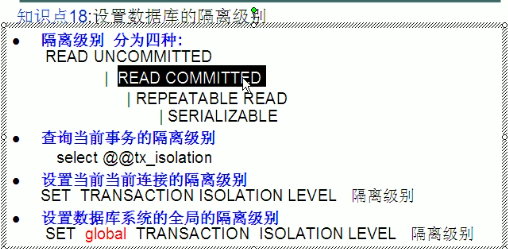 知识点18:设置数据库的隔离级别
• 隔离级别 分为四种:
READ UNCOMMITTED
| READ COMMITTED
| REPEATABLE READ
| SERIALIZABLE
• 查询当前事务的隔离级别
select @@tx_isolation
• 设置当前当前连接的隔离级别
SET TRANSACTION ISOLATION LEVEL 隔离级别
• 设置数据库系统的全局的隔离级别
SET global TRANSACTION ISOLATION LEVEL 隔离级别